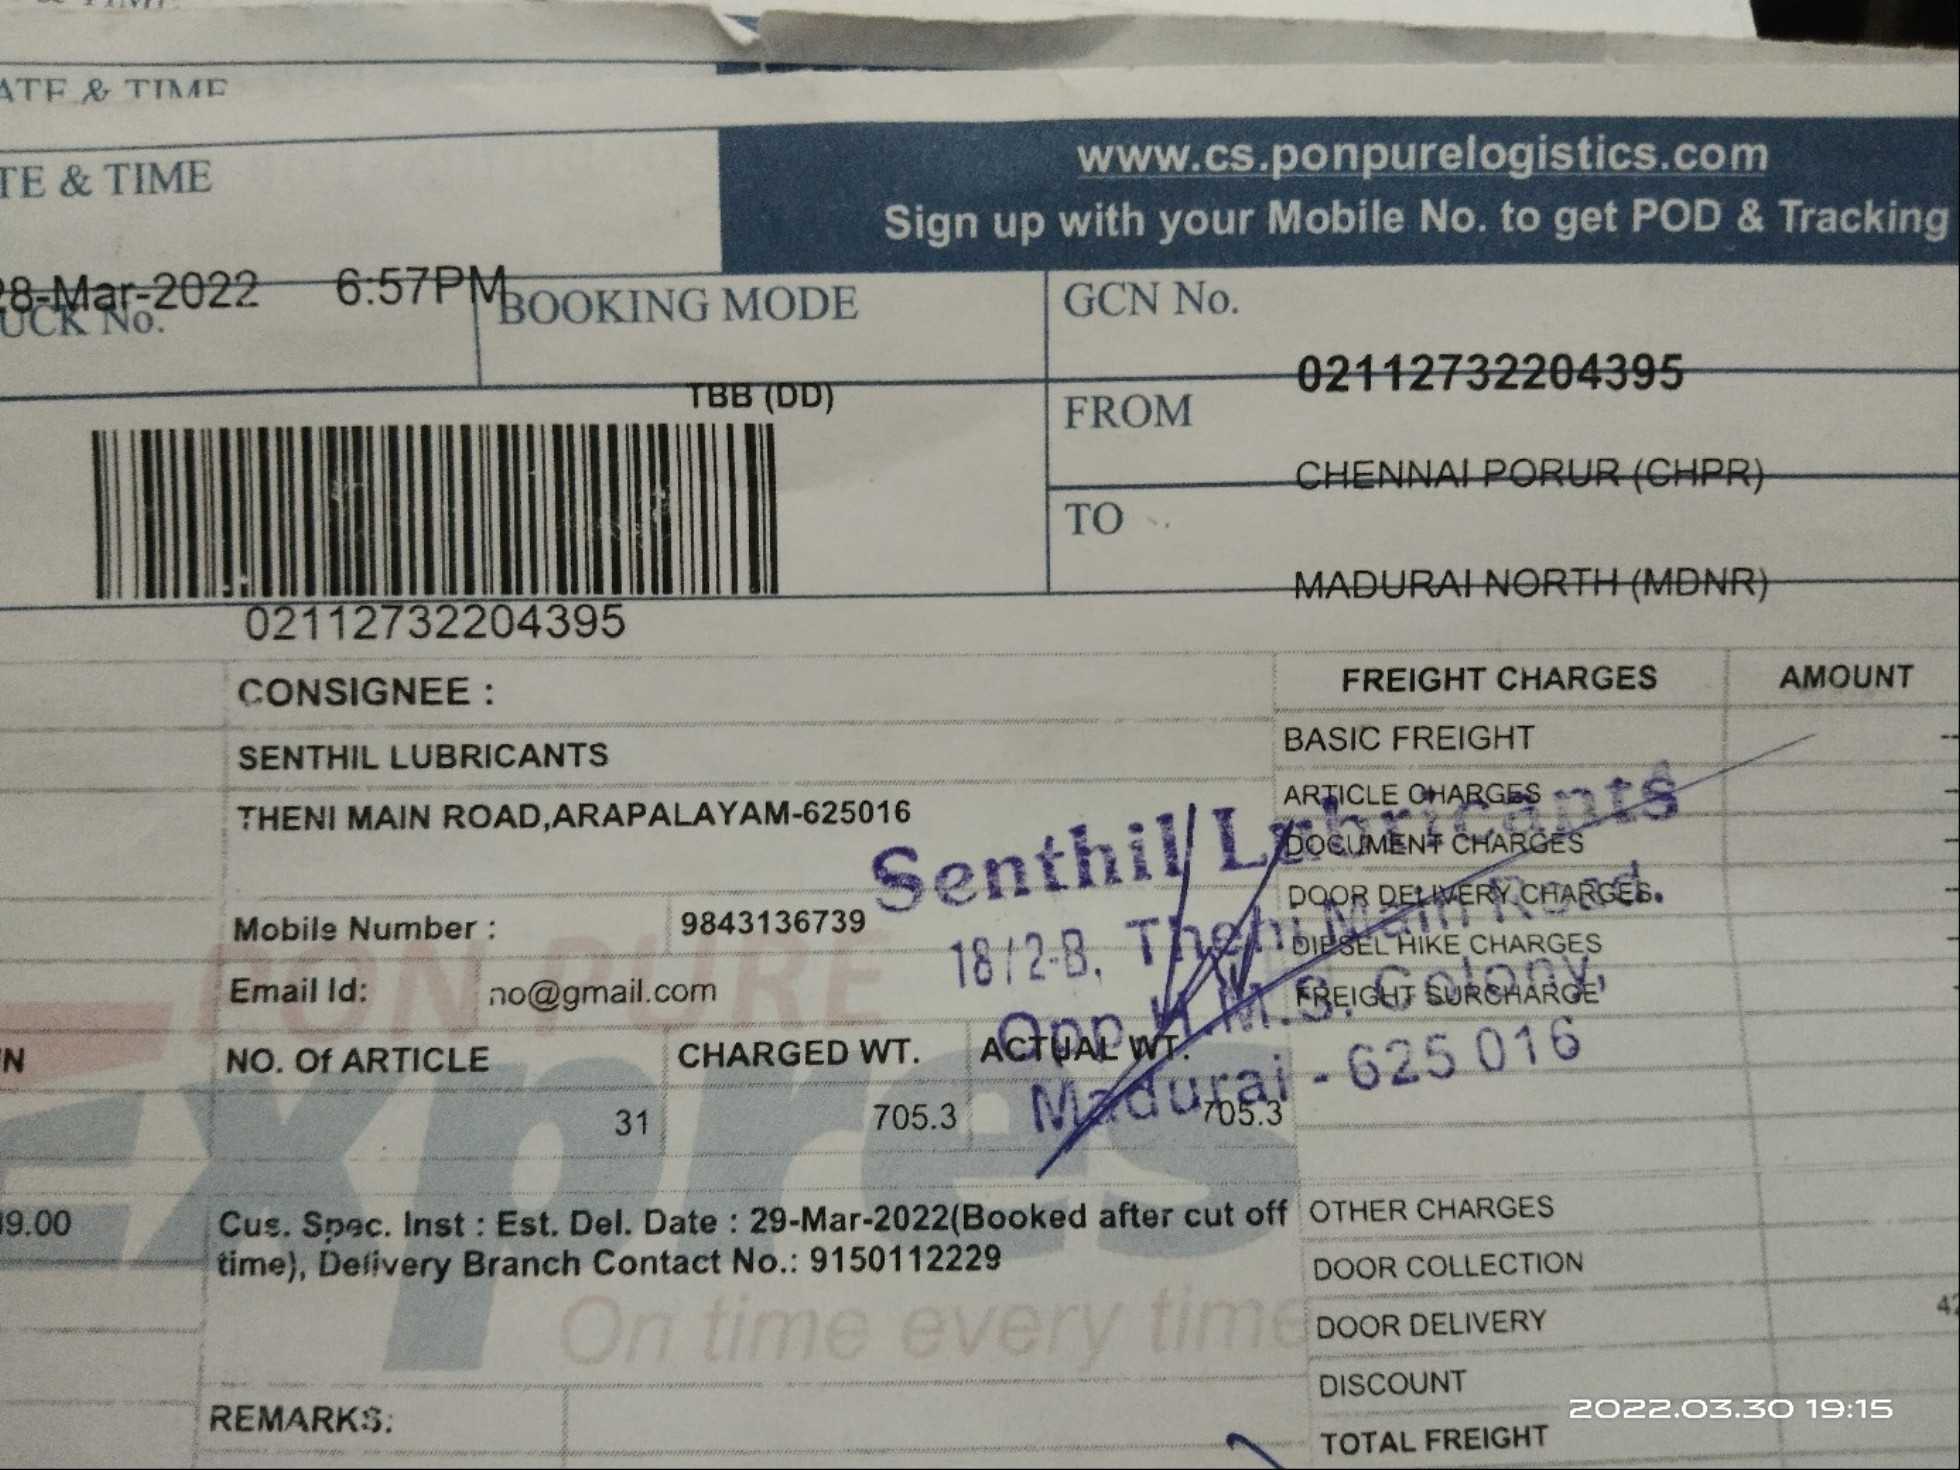 www.cs.ponpurelogistics.com
TE & TIME
Sign up with your Mobile No. to get POD & Tracking
28-Mar-2022 6:57PM
UCK No.
BOOKING MODE
GCN No.
02112732204395
TBB (DD)
FROM
CHENNAI PORUR (CHPR)
TO
MADURAI NORTH (MDNR)
02112732204395
CONSIGNEE :
FREIGHT CHARGES AMOUNT
SENTHIL LUBRICANTS
BASIC FREIGHT
THENI MAIN ROAD,ARAPALAYAM-625016
ARTICLE CHARGES
DOCUMENT CHARGES
DOOR DELIVERY CHARGES
DIESEL HIKE CHARGES
FREIGHT SURCHARGE
Senthil Lubricants
18/2-B, Theni Main Road.
Opp H.M.S. Colony,
Madurai - 625 016
Mobile Number : 9843136739
PON PURE
Email Id: no@gmail.com
N NO. Of ARTICLE CHARGED WT. ACTUAL WT.
31 705.3 705.3
Expres
9.00
Cus. Spec. Inst : Est. Del. Date : 29-Mar-2022(Booked after cut off
time), Delivery Branch Contact No.: 9150112229
On time every time
OTHER CHARGES
DOOR COLLECTION
DOOR DELIVERY 42
DISCOUNT
REMARKS:
TOTAL FREIGHT
2022.03.30 19:15